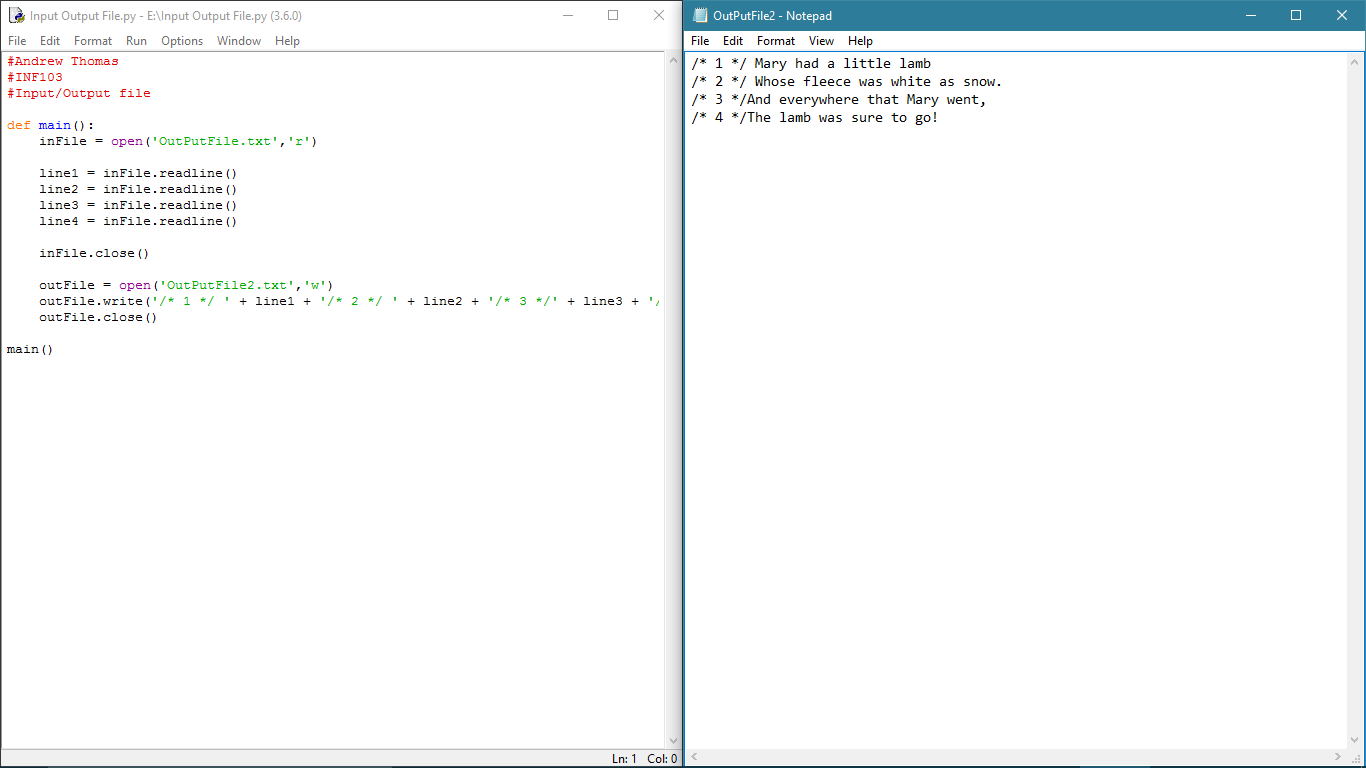 Input Output File.py - E:\Input Output File.py (3.6.0)
File Edit Format Run Options Window Help
#Andrew Thomas
#INF103
#Input/Output file
def main():
    inFile = open('OutPutFile.txt','r')
    line1 = inFile.readline()
    line2 = inFile.readline()
    line3 = inFile.readline()
    line4 = inFile.readline()
    inFile.close()
    outFile = open('OutPutFile2.txt','w')
    outFile.write('/* 1 */ ' + line1 + '/* 2 */ ' + line2 + '/* 3 */' + line3 + '/
    outFile.close()
main()
Ln: 1 Col: 0
OutPutFile2 - Notepad
File Edit Format View Help
/* 1 */ Mary had a little lamb
/* 2 */ Whose fleece was white as snow.
/* 3 */And everywhere that Mary went,
/* 4 */The lamb was sure to go!